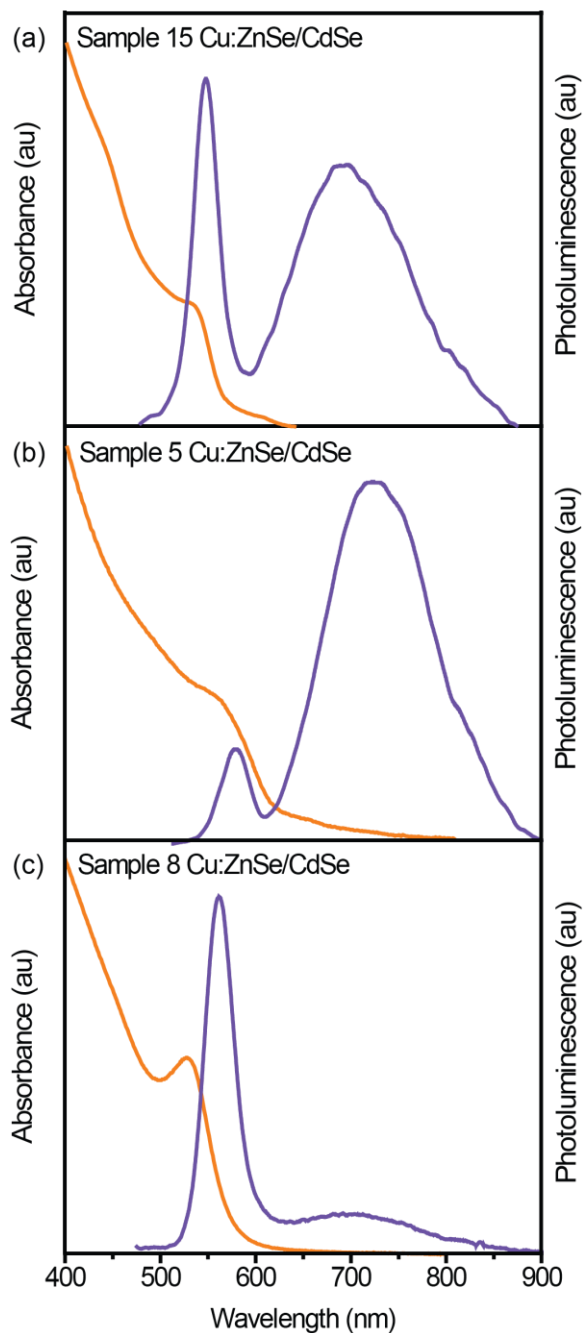 (a) Sample 15 Cu:ZnSe/CdSe
Absorbance (au)
Photoluminescence (au)
(b) Sample 5 Cu:ZnSe/CdSe
Absorbance (au)
Photoluminescence (au)
(c) Sample 8 Cu:ZnSe/CdSe
Absorbance (au)
Photoluminescence (au)
400 500 600 700 800 900
Wavelength (nm)